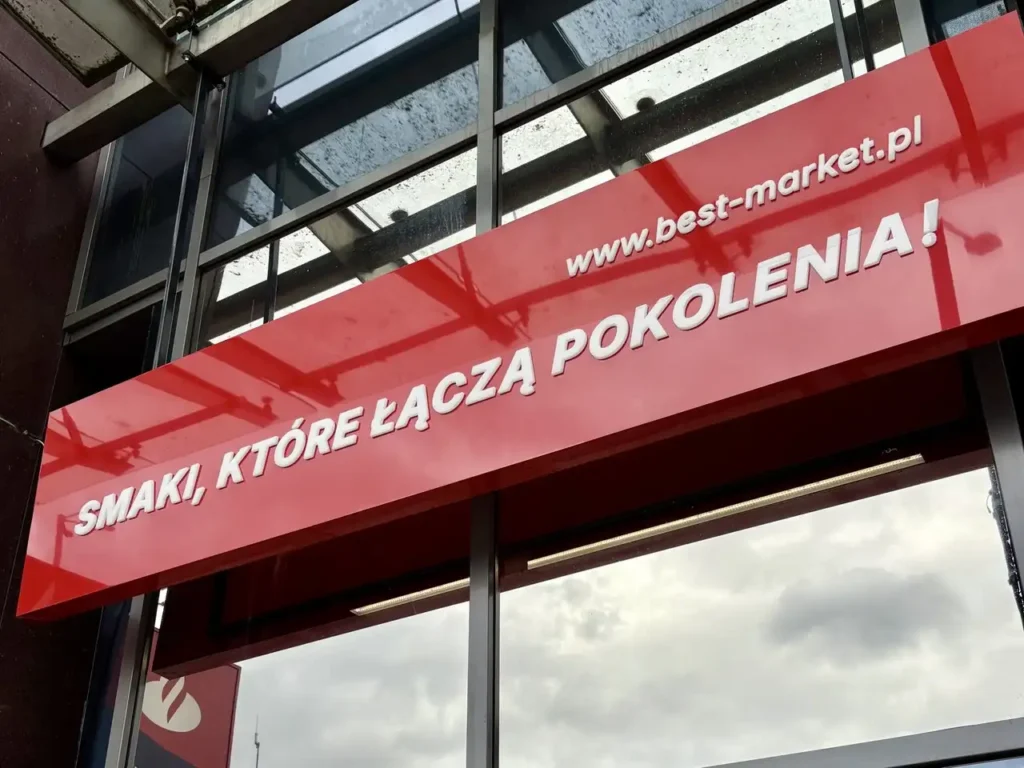 www.best-market.pl
SMAKI, KTÓRE ŁĄCZĄ POKOLENIA!